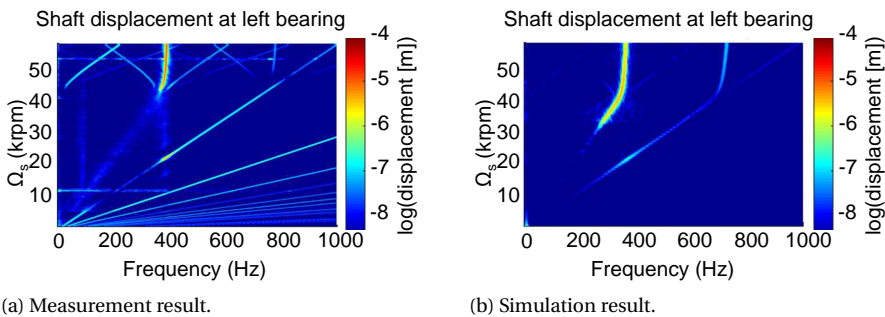 Shaft displacement at left bearing
Ωs (krpm)
50
40
30
20
10
0 200 400 600 800 1000
Frequency (Hz)
-4
-5
-6
-7
-8
log(displacement [m])
(a) Measurement result.
Shaft displacement at left bearing
Ωs (krpm)
50
40
30
20
10
0 200 400 600 800 1000
Frequency (Hz)
-4
-5
-6
-7
-8
log(displacement [m])
(b) Simulation result.